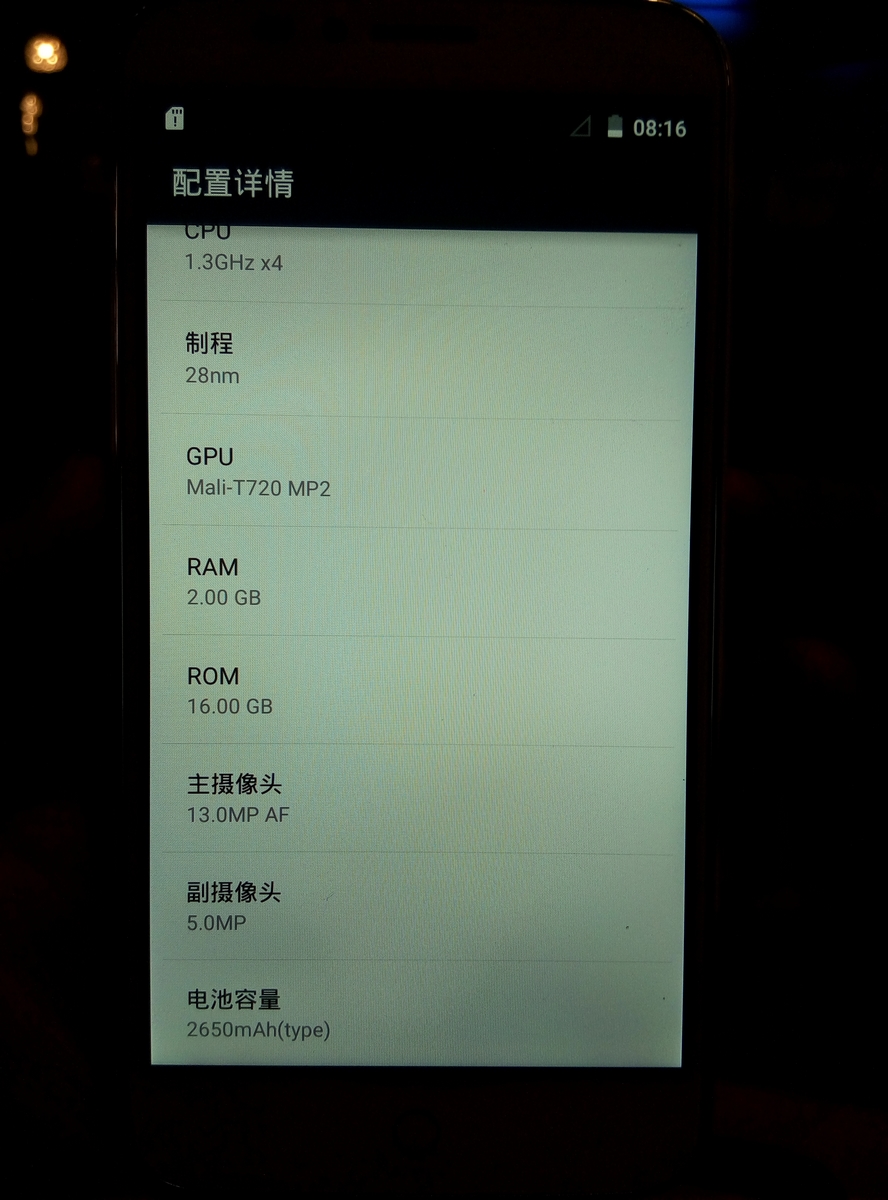 08:16
配置详情
CPU
1.3GHz x4
制程
28nm
GPU
Mali-T720 MP2
RAM
2.00 GB
ROM
16.00 GB
主摄像头
13.0MP AF
副摄像头
5.0MP
电池容量
2650mAh(type)